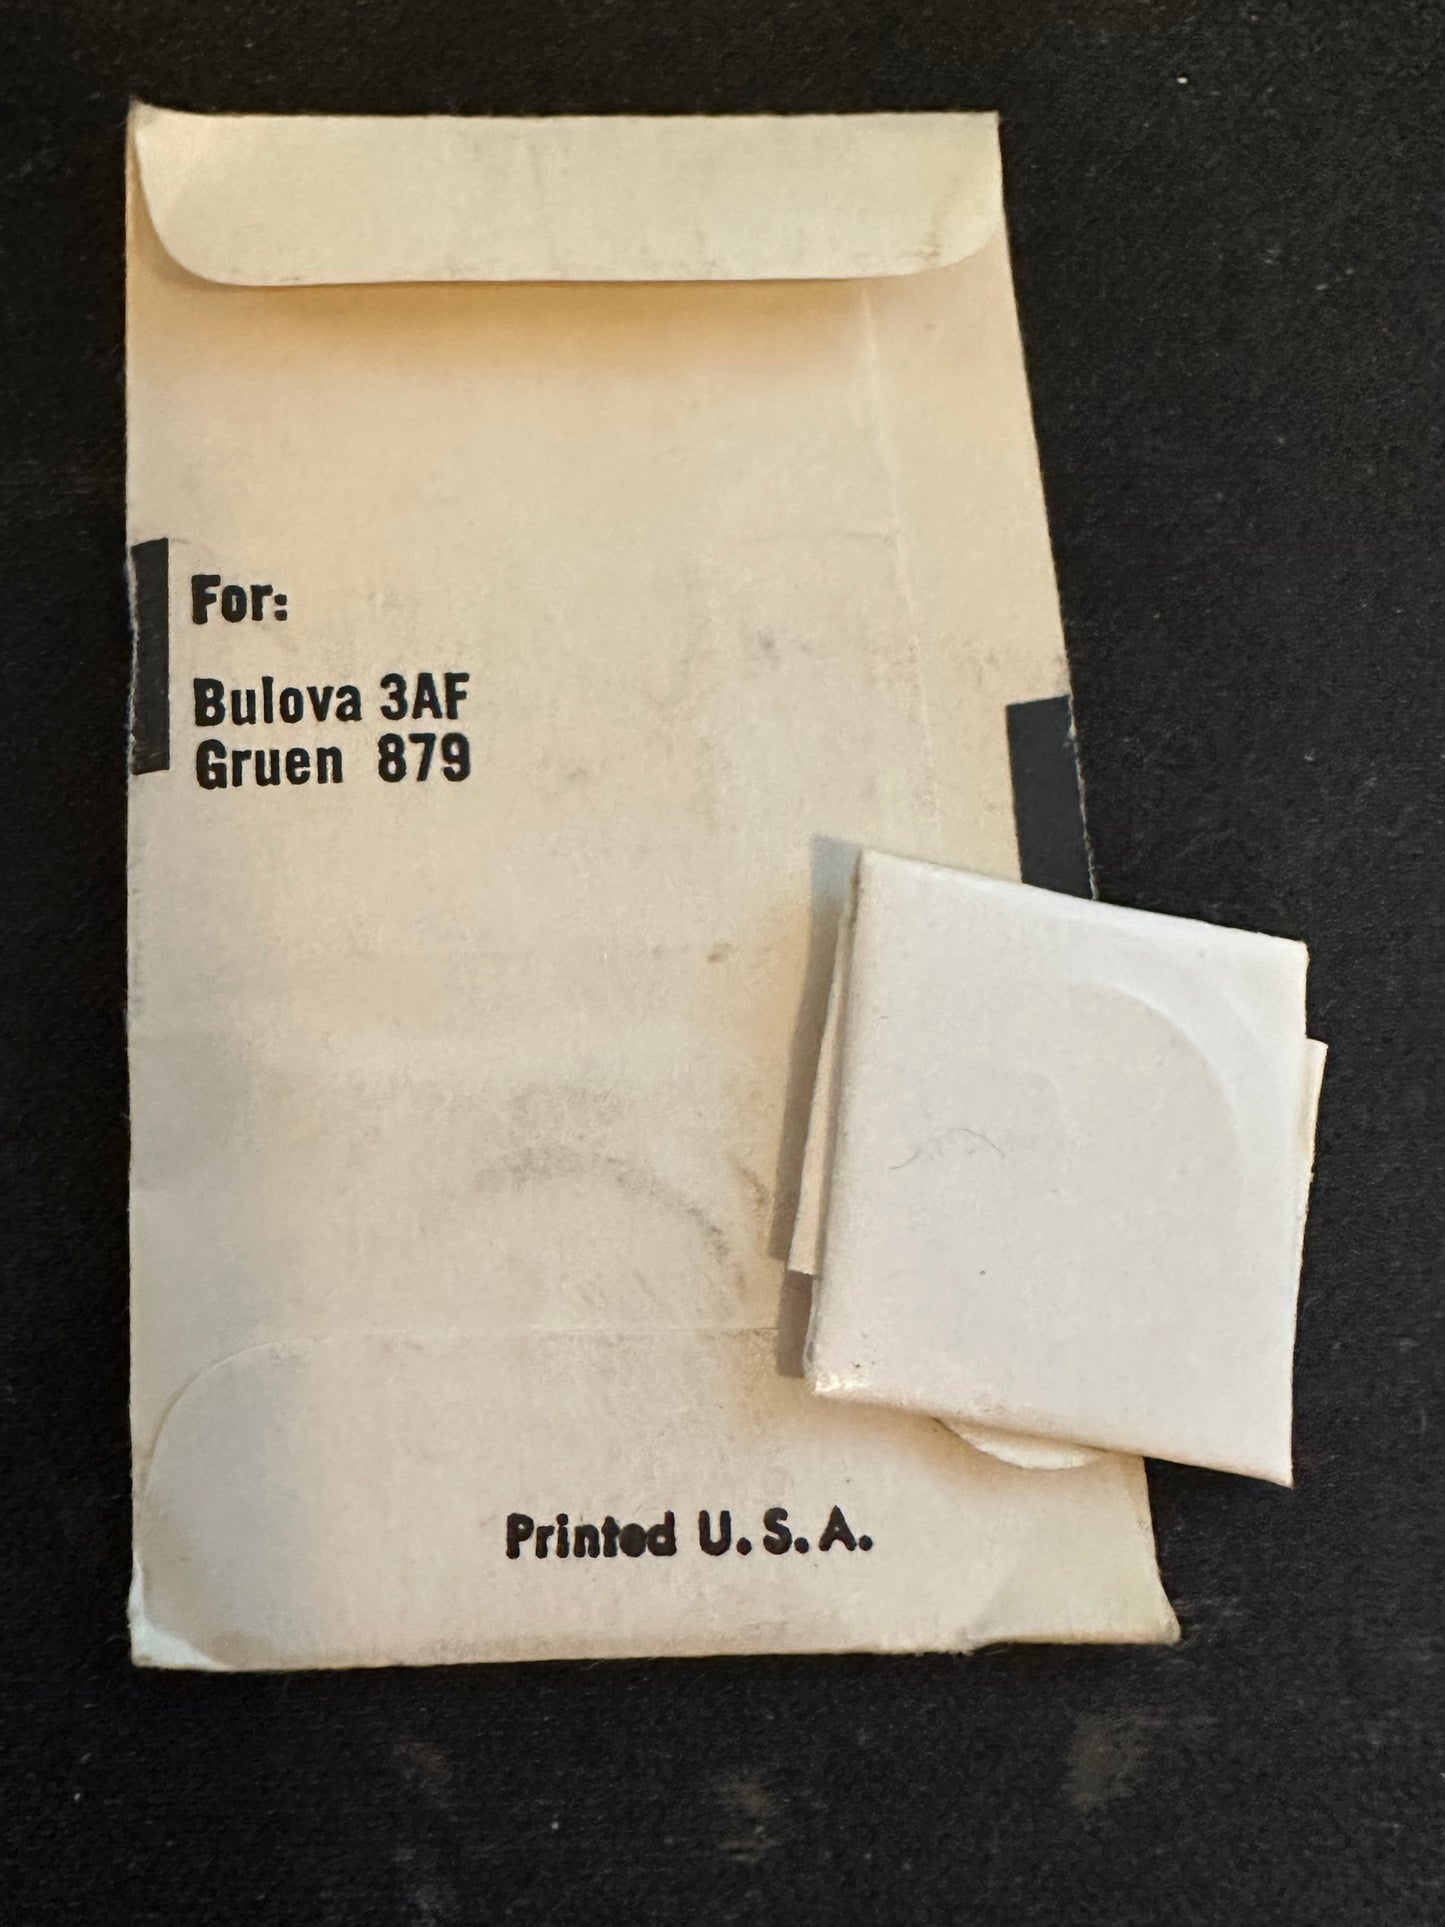 For:
Bulova 3AF
Gruen 879
Printed U.S.A.